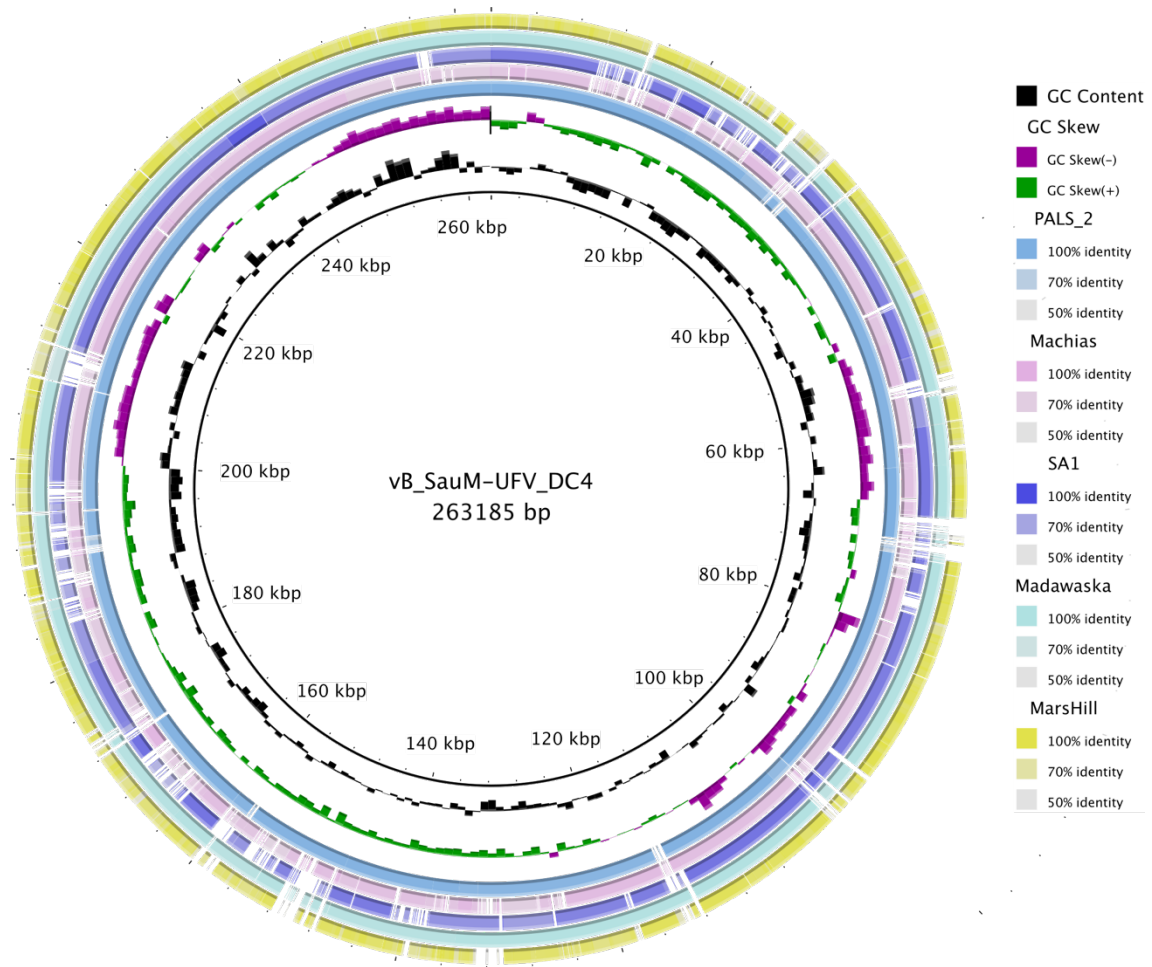 260 kbp
20 kbp
40 kbp
60 kbp
80 kbp
100 kbp
120 kbp
140 kbp
160 kbp
180 kbp
200 kbp
220 kbp
240 kbp
vB_SauM-UFV_DC4
263185 bp
GC Content
GC Skew
GC Skew(-)
GC Skew(+)
PALS_2
100% identity
70% identity
50% identity
Machias
100% identity
70% identity
50% identity
SA1
100% identity
70% identity
50% identity
Madawaska
100% identity
70% identity
50% identity
MarsHill
100% identity
70% identity
50% identity